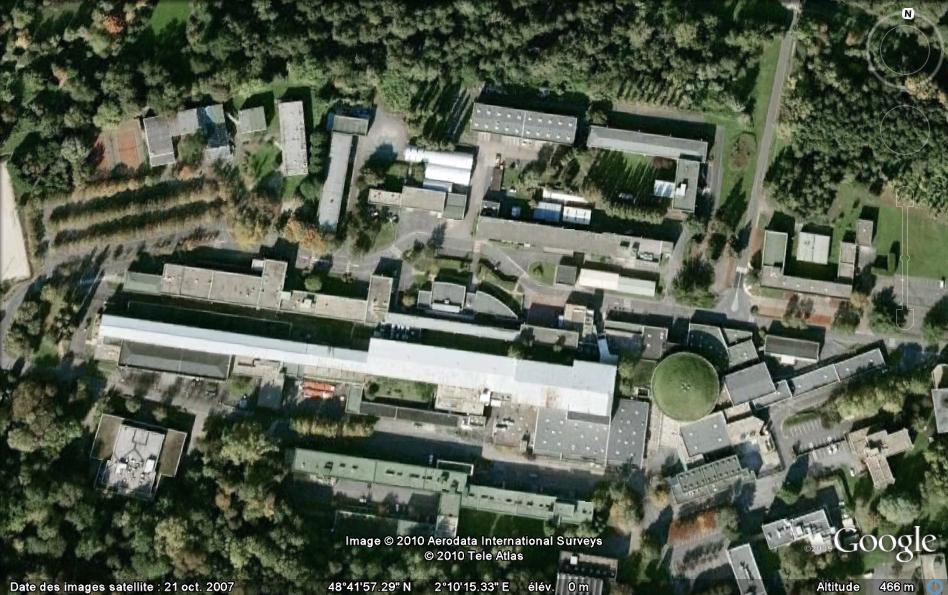 N
Image © 2010 Aerodata International Surveys
© 2010 Tele Atlas
Google
Date des images satellite : 21 oct. 2007 48°41'57.29" N 2°10'15.33" E élév. 0 m Altitude 466 m